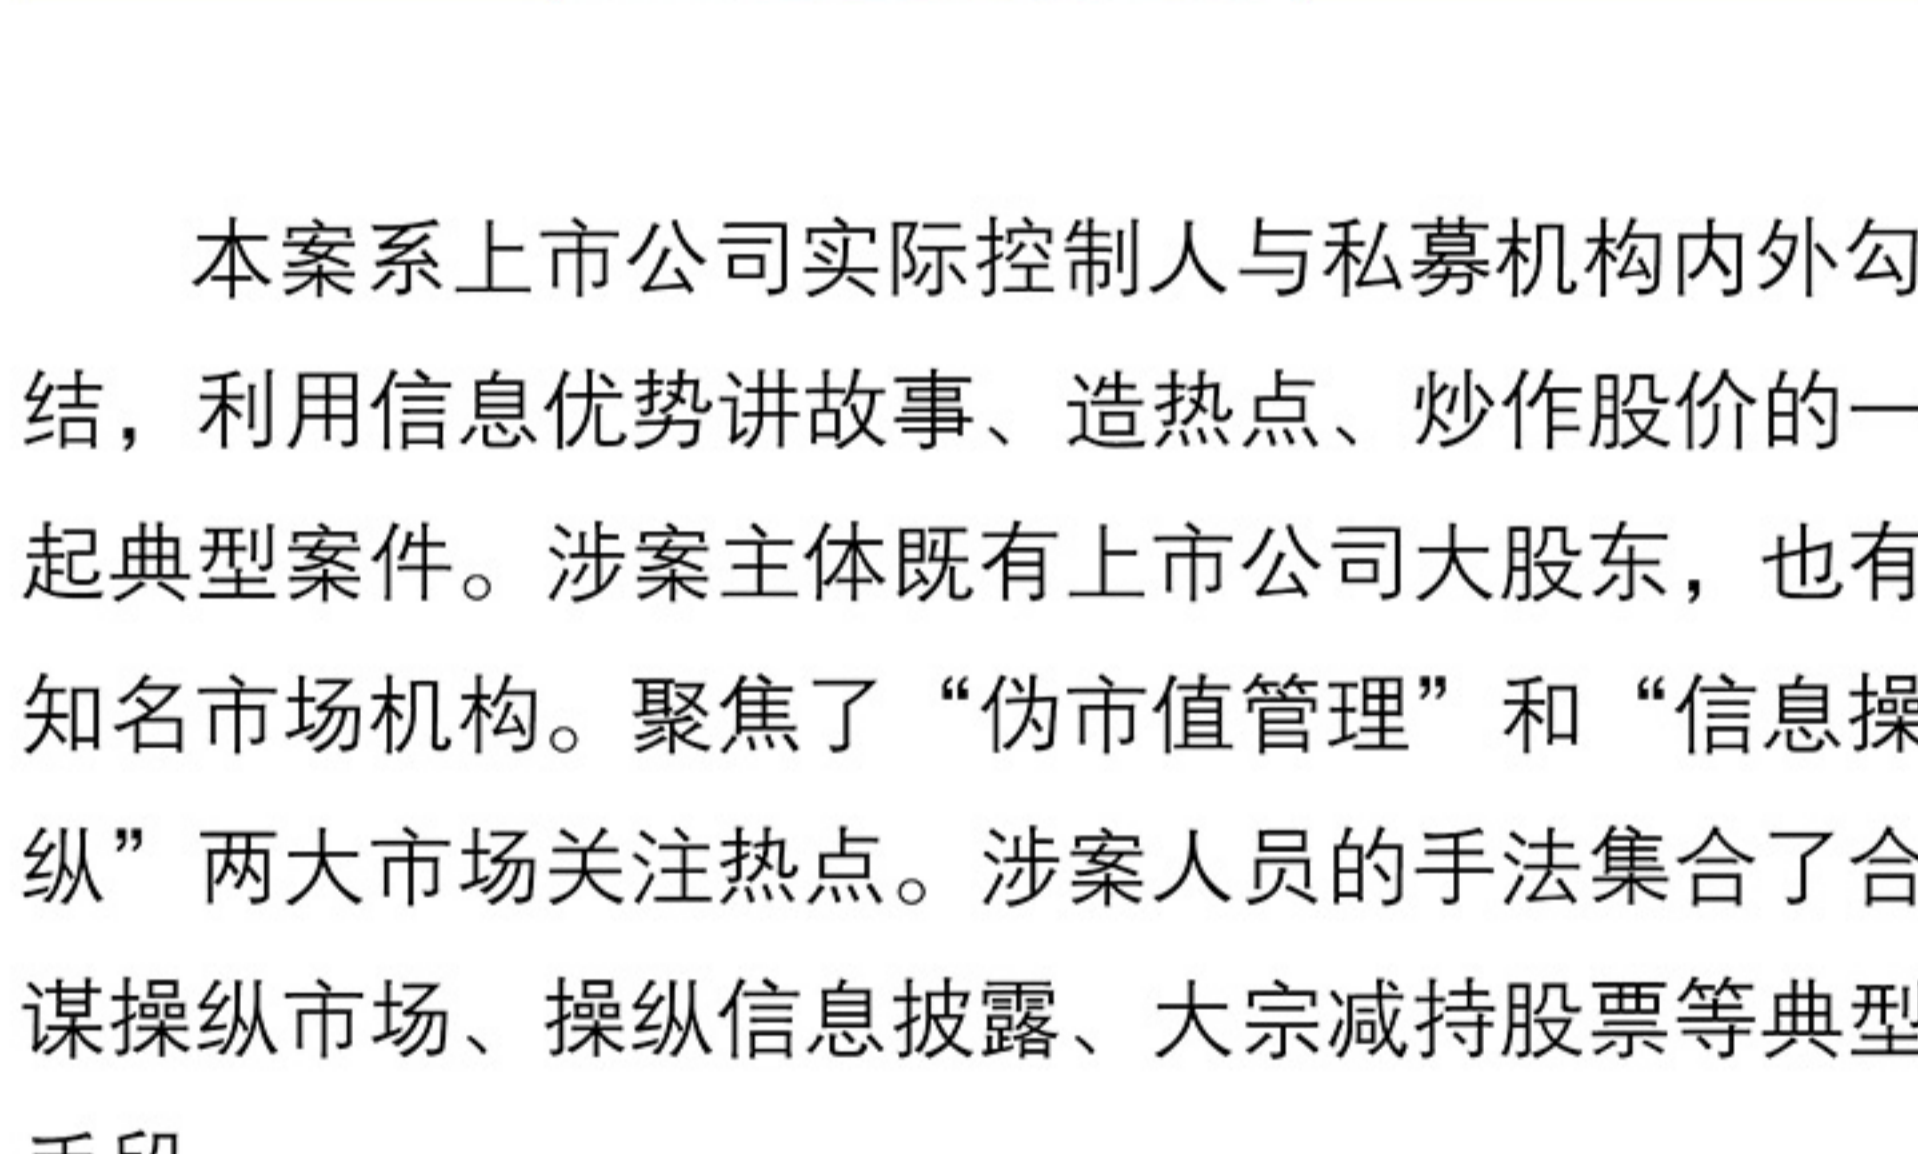 本案系上市公司实际控制人与私募机构内外勾
结，利用信息优势讲故事、造热点、炒作股价的一
起典型案件。涉案主体既有上市公司大股东，也有
知名市场机构。聚焦了“伪市值管理”和“信息操
纵”两大市场关注热点。涉案人员的手法集合了合
谋操纵市场、操纵信息披露、大宗减持股票等典型
手段